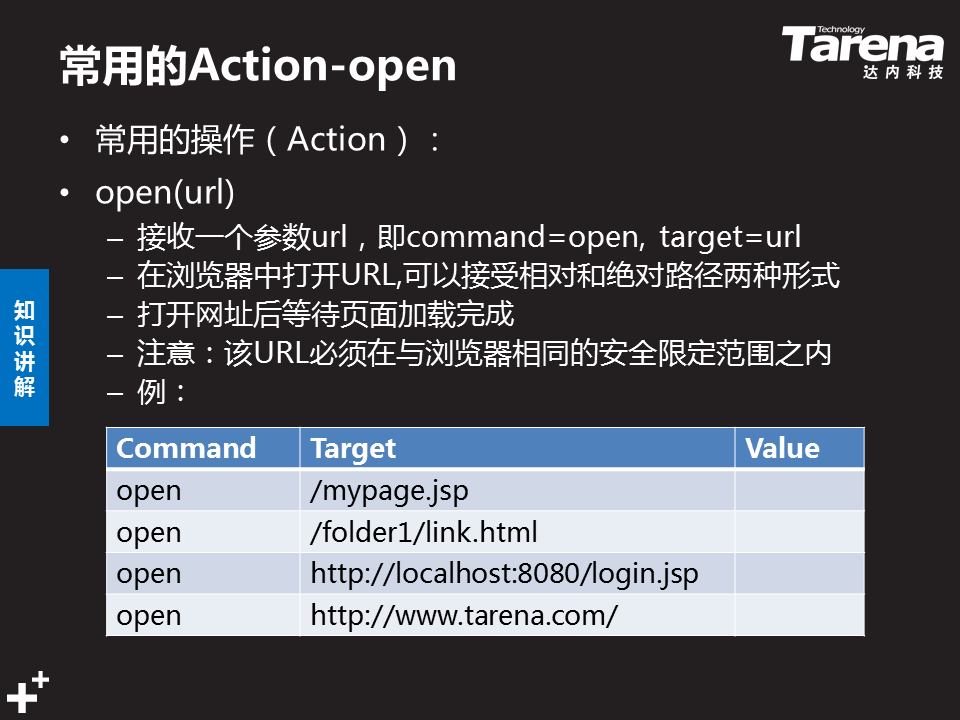 常用的Action-open
Technology
Tarena
达内科技
• 常用的操作（Action）：
• open(url)
– 接收一个参数url，即command=open, target=url
– 在浏览器中打开URL,可以接受相对和绝对路径两种形式
– 打开网址后等待页面加载完成
– 注意：该URL必须在与浏览器相同的安全限定范围之内
– 例：
知识讲解
Command Target Value
open /mypage.jsp
open /folder1/link.html
open http://localhost:8080/login.jsp
open http://www.tarena.com/